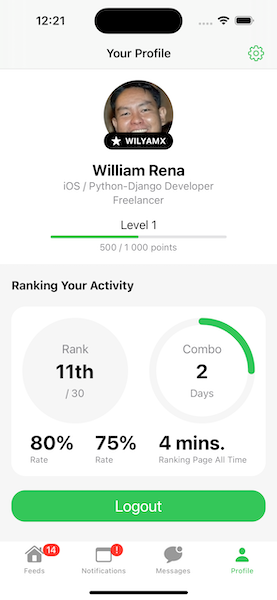 12:21
Your Profile
★ WILYAMX
William Rena
iOS / Python-Django Developer
Freelancer
Level 1
500 / 1 000 points
Ranking Your Activity
Rank
11th
/ 30
Combo
2
Days
80%
Rate
75%
Rate
4 mins.
Ranking Page All Time
Logout
14
!
Feeds
Notifications
Messages
Profile